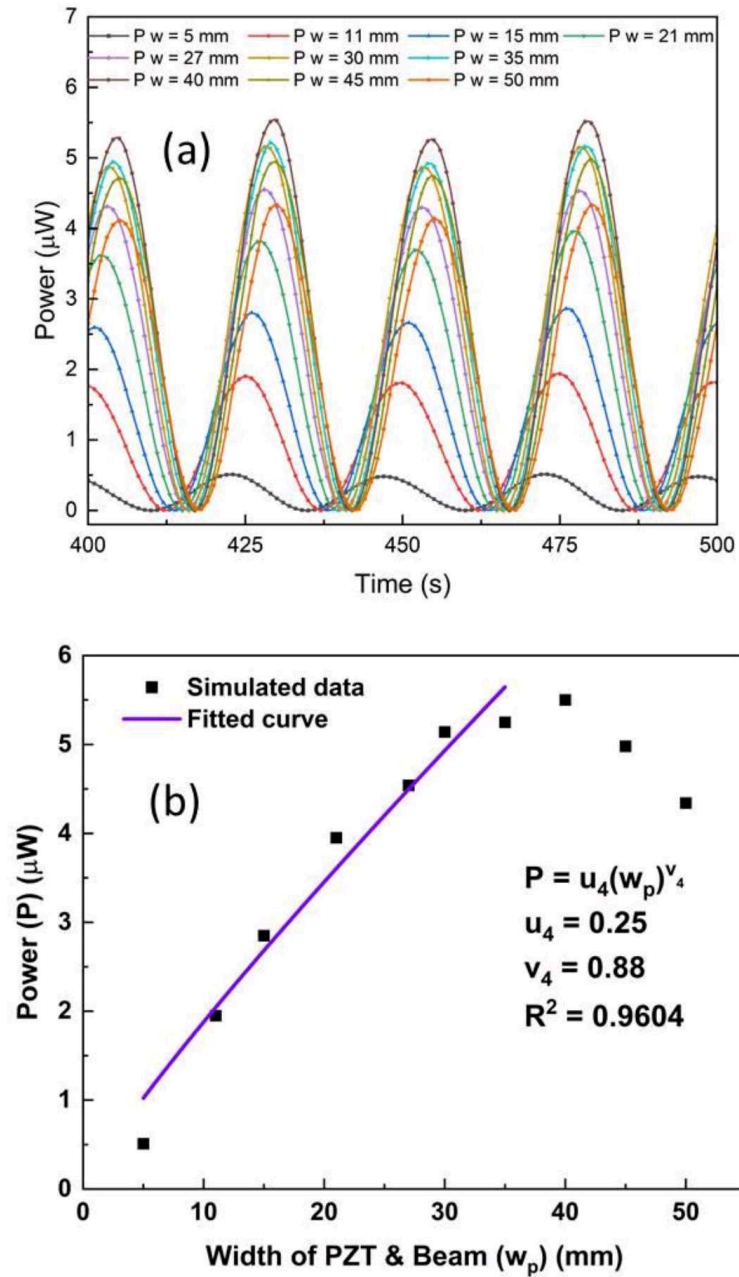 7
6
5
4
3
2
1
0
Power (μW)
P w = 5 mm P w = 11 mm P w = 15 mm P w = 21 mm
P w = 27 mm P w = 30 mm P w = 35 mm
P w = 40 mm P w = 45 mm P w = 50 mm
(a)
400 425 450 475 500
Time (s)
6
5
4
3
2
1
0
Power (P) (μW)
Simulated data
Fitted curve
(b)
P = u₄(wₚ)^v₄
u₄ = 0.25
v₄ = 0.88
R² = 0.9604
0 10 20 30 40 50
Width of PZT & Beam (wₚ) (mm)